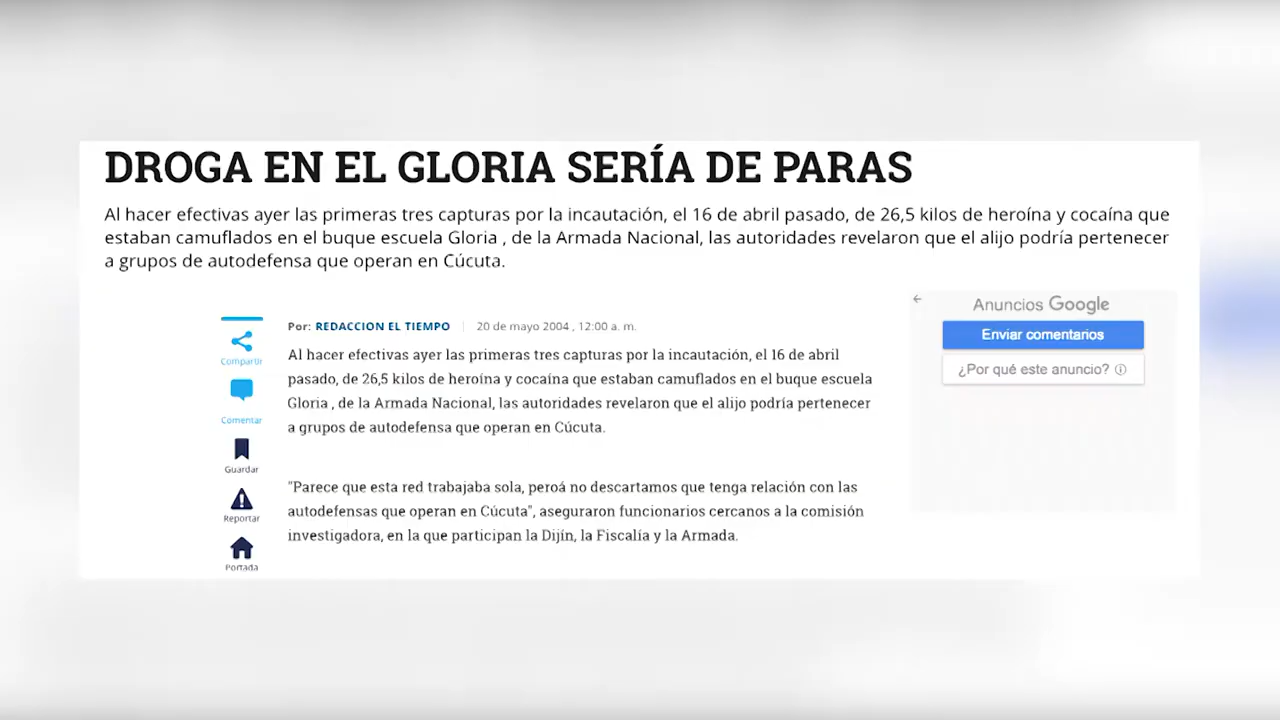 DROGA EN EL GLORIA SERÍA DE PARAS
Al hacer efectivas ayer las primeras tres capturas por la incautación, el 16 de abril pasado, de 26,5 kilos de heroína y cocaína que
estaban camuflados en el buque escuela Gloria , de la Armada Nacional, las autoridades revelaron que el alijo podría pertenecer
a grupos de autodefensa que operan en Cúcuta.
Anuncios Google
Enviar comentarios
¿Por qué este anuncio?
Compartir
Comentar
Guardar
Reportar
Portada
Por: REDACCION EL TIEMPO | 20 de mayo 2004 , 12:00 a. m.
Al hacer efectivas ayer las primeras tres capturas por la incautación, el 16 de abril
pasado, de 26,5 kilos de heroína y cocaína que estaban camuflados en el buque escuela
Gloria , de la Armada Nacional, las autoridades revelaron que el alijo podría pertenecer
a grupos de autodefensa que operan en Cúcuta.
"Parece que esta red trabajaba sola, peroá no descartamos que tenga relación con las
autodefensas que operan en Cúcuta", aseguraron funcionarios cercanos a la comisión
investigadora, en la que participan la Dijín, la Fiscalía y la Armada.